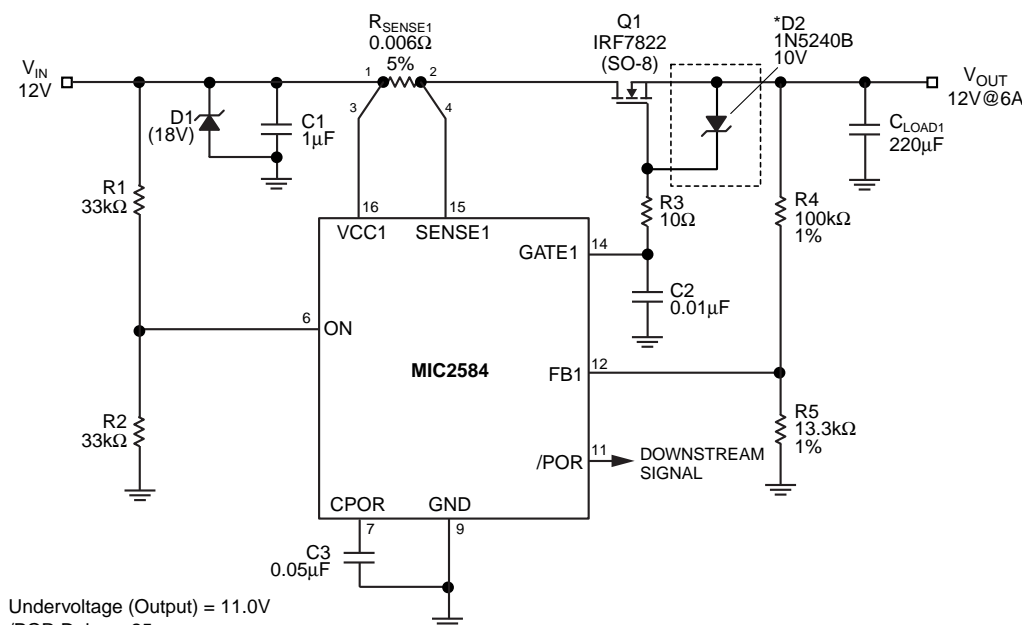 R_SENSE1
0.006Ω
5%
Q1
IRF7822
(SO-8)
*D2
1N5240B
10V
V_IN
12V
1
2
3
4
V_OUT
12V@6A
D1
(18V)
C1
1µF
C_LOAD1
220µF
R1
33kΩ
16
15
VCC1
SENSE1
R3
10Ω
R4
100kΩ
1%
GATE1
14
C2
0.01µF
6
ON
MIC2584
FB1
12
R2
33kΩ
R5
13.3kΩ
1%
/POR
11
DOWNSTREAM
SIGNAL
CPOR
GND
7
9
C3
0.05µF
Undervoltage (Output) = 11.0V